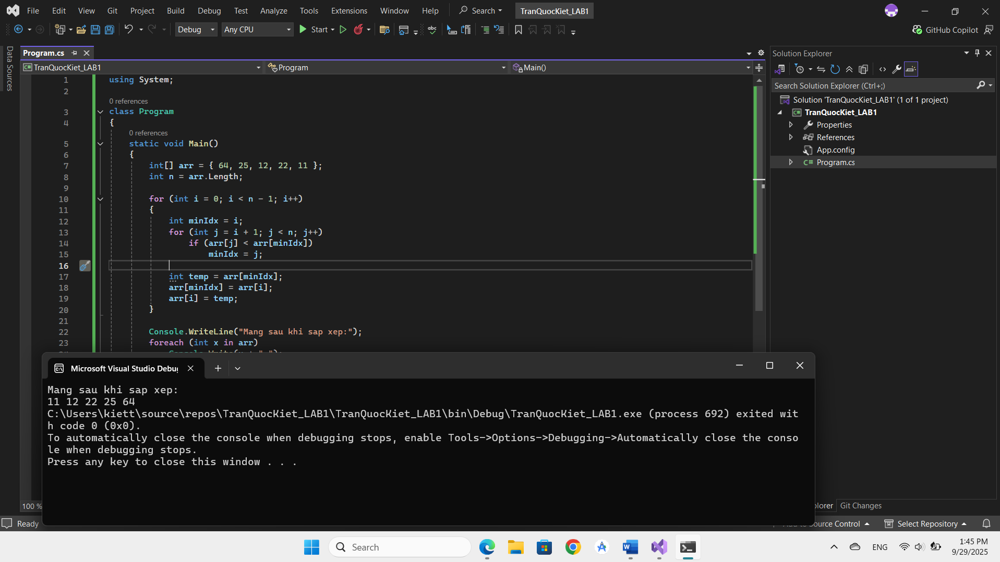 File Edit View Git Project Build Debug Test Analyze Tools Extensions Window Help Search TranQuocKiet_LAB1
Debug Any CPU Start GitHub Copilot
Data Sources
Program.cs
TranQuocKiet_LAB1 Program Main()
1 using System;
2
0 references
3 class Program
4 {
0 references
5 static void Main()
6 {
7 int[] arr = { 64, 25, 12, 22, 11 };
8 int n = arr.Length;
9
10 for (int i = 0; i < n - 1; i++)
11 {
12 int minIdx = i;
13 for (int j = i + 1; j < n; j++)
14 if (arr[j] < arr[minIdx])
15 minIdx = j;
16
17 int temp = arr[minIdx];
18 arr[minIdx] = arr[i];
19 arr[i] = temp;
20 }
21
22 Console.WriteLine("Mang sau khi sap xep:");
23 foreach (int x in arr)
Solution Explorer
Search Solution Explorer (Ctrl+;)
Solution 'TranQuocKiet_LAB1' (1 of 1 project)
TranQuocKiet_LAB1
Properties
References
App.config
C# Program.cs
Microsoft Visual Studio Debug
Mang sau khi sap xep:
11 12 22 25 64
C:\Users\kiett\source\repos\TranQuocKiet_LAB1\TranQuocKiet_LAB1\bin\Debug\TranQuocKiet_LAB1.exe (process 692) exited wit
h code 0 (0x0).
To automatically close the console when debugging stops, enable Tools->Options->Debugging->Automatically close the conso
le when debugging stops.
Press any key to close this window . . .
100 %
plorer Git Changes
Ready
Source Control Select Repository
Search
ENG
1:45 PM
9/29/2025